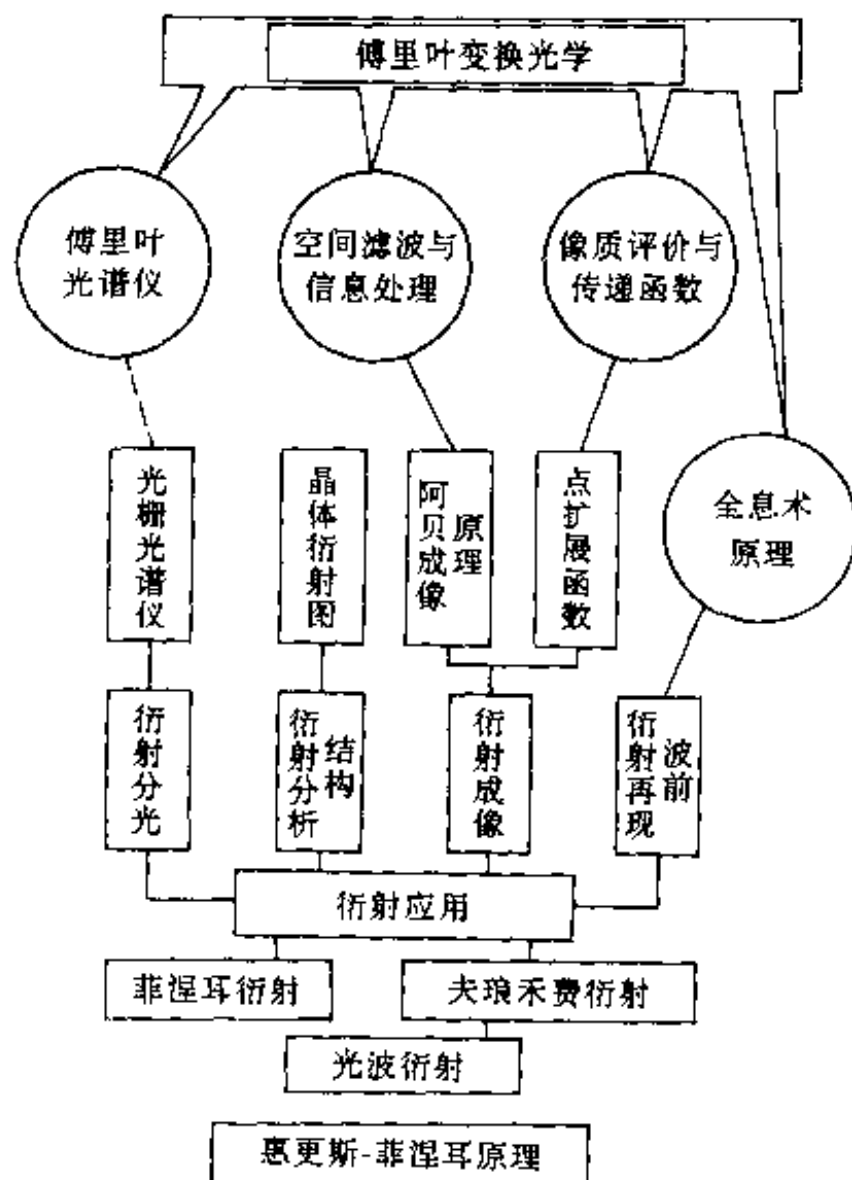 傅里叶变换光学
傅里叶
光谱仪
空间滤波与
信息处理
像质评价与
传递函数
光栅光谱仪
晶体衍射图
阿贝成像
原理
点扩展函数
全息术
原理
衍射分光
衍射分析
结构
衍射成像
衍射再现
波前
衍射应用
菲涅耳衍射
夫琅禾费衍射
光波衍射
惠更斯-菲涅耳原理